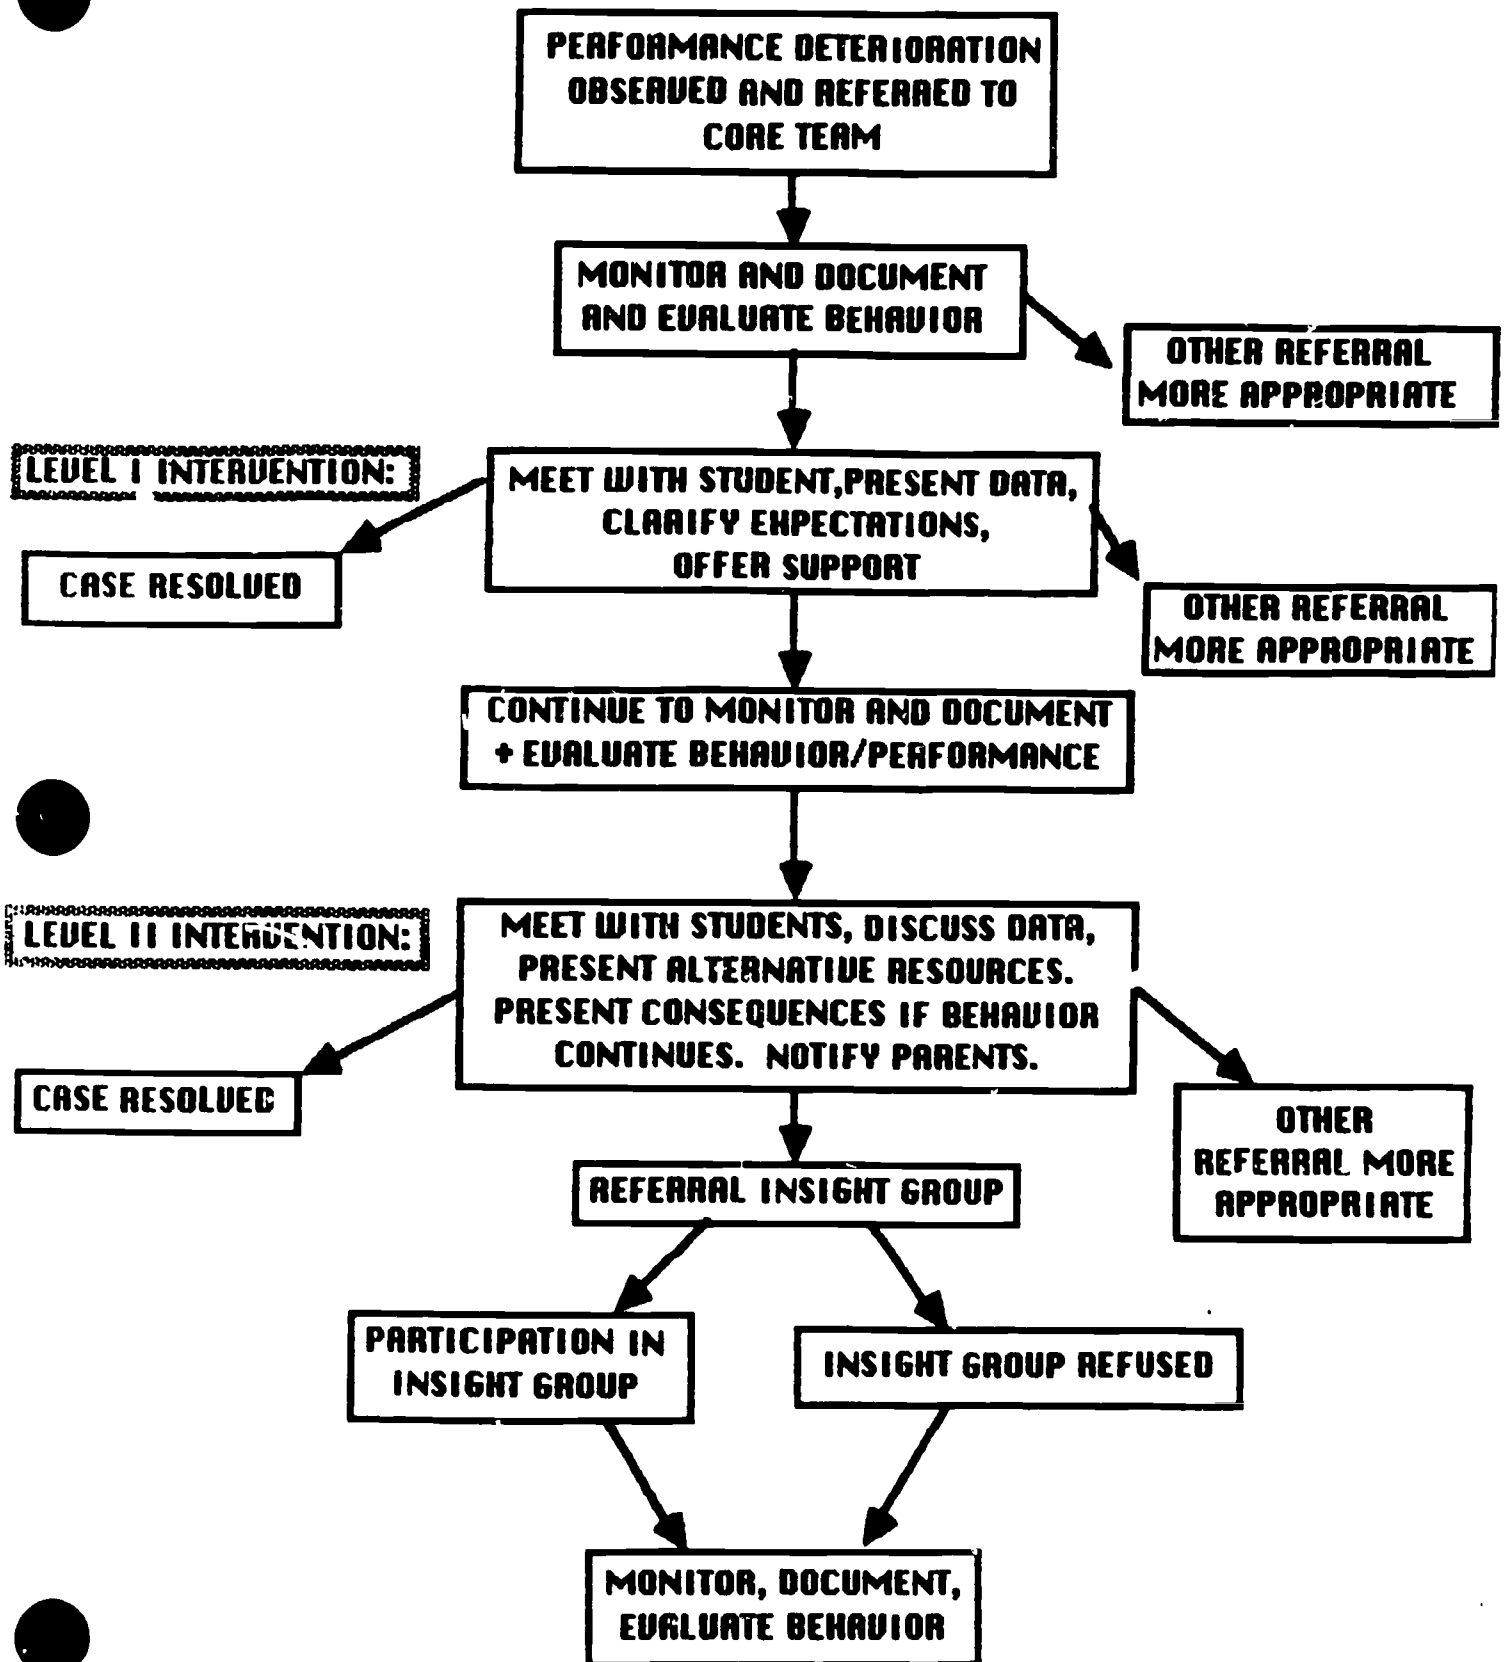 PERFORMANCE DETERIORATION
OBSERVED AND REFERRED TO
CORE TEAM
MONITOR AND DOCUMENT
AND EVALUATE BEHAVIOR
OTHER REFERRAL
MORE APPROPRIATE
LEVEL I INTERVENTION:
MEET WITH STUDENT,PRESENT DATA,
CLARIFY EXPECTATIONS,
OFFER SUPPORT
CASE RESOLVED
OTHER REFERRAL
MORE APPROPRIATE
CONTINUE TO MONITOR AND DOCUMENT
+ EVALUATE BEHAVIOR/PERFORMANCE
LEVEL II INTERVENTION:
MEET WITH STUDENTS, DISCUSS DATA,
PRESENT ALTERNATIVE RESOURCES.
PRESENT CONSEQUENCES IF BEHAVIOR
CONTINUES. NOTIFY PARENTS.
CASE RESOLVED
OTHER
REFERRAL MORE
APPROPRIATE
REFERRAL INSIGHT GROUP
PARTICIPATION IN
INSIGHT GROUP
INSIGHT GROUP REFUSED
MONITOR, DOCUMENT,
EVALUATE BEHAVIOR